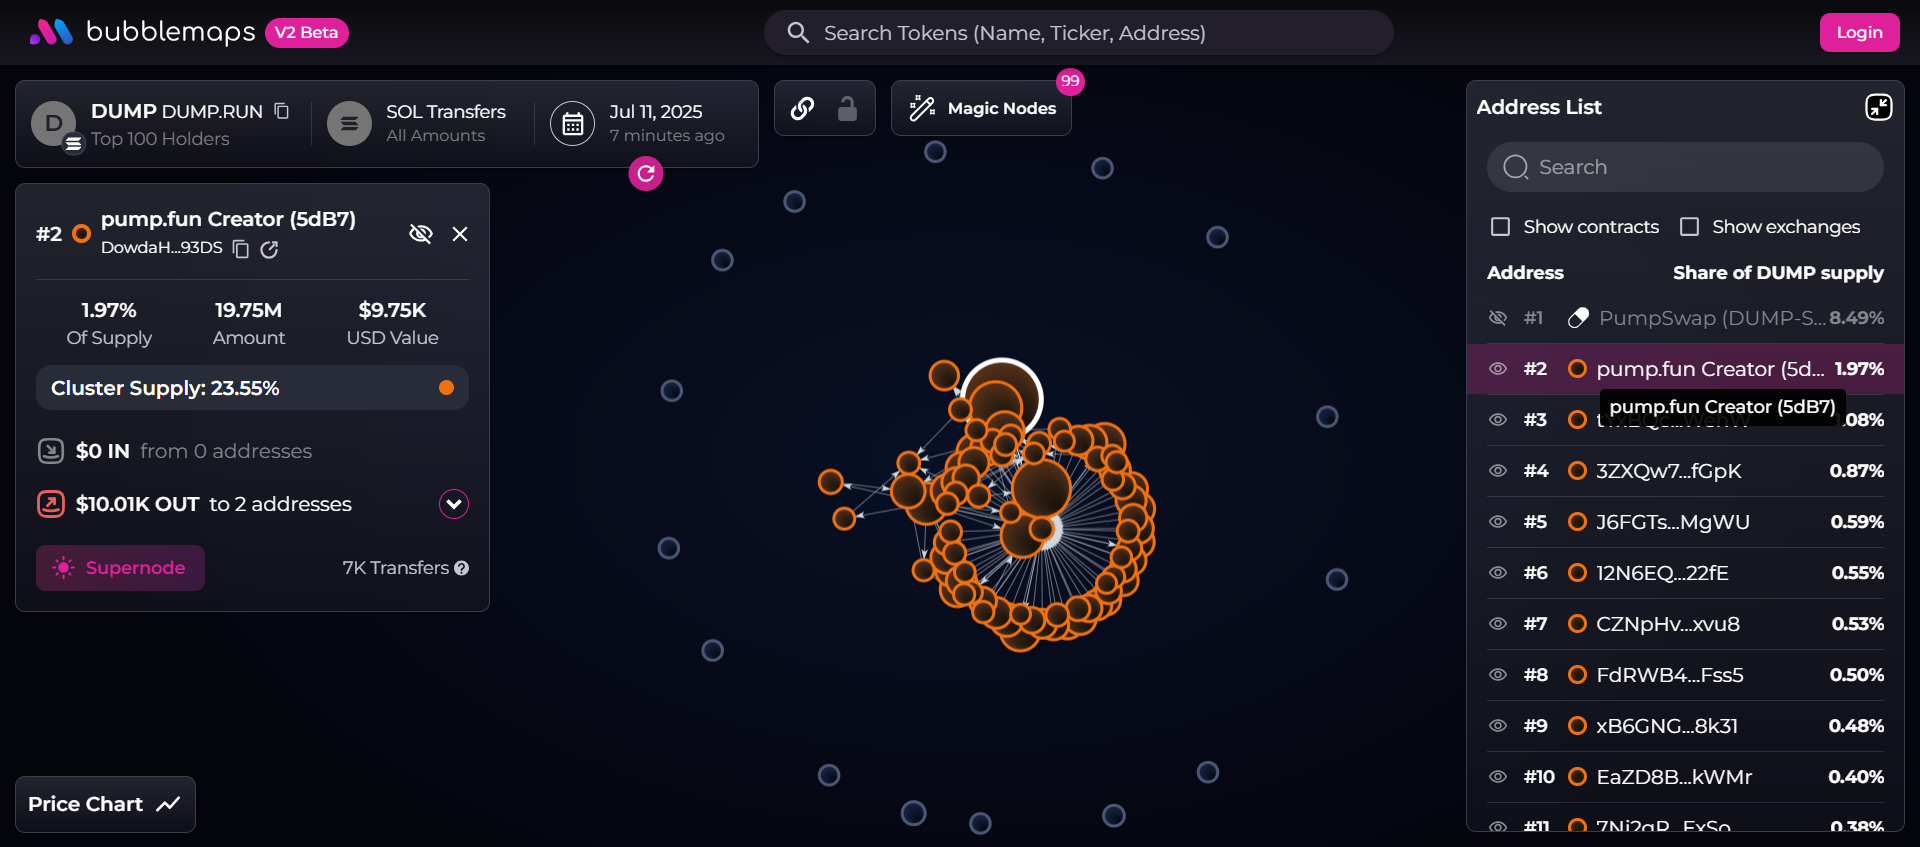 bubblemaps V2 Beta
Search Tokens (Name, Ticker, Address)
Login
DUMP DUMP.RUN
Top 100 Holders
D
SOL Transfers
All Amounts
Jul 11, 2025
7 minutes ago
99
Magic Nodes
#2 pump.fun Creator (5dB7)
DowdaH...93DS
1.97%
Of Supply
19.75M
Amount
$9.75K
USD Value
Cluster Supply: 23.55%
$0 IN from 0 addresses
$10.01K OUT to 2 addresses
Supernode
7K Transfers ?
Price Chart
Address List
Search
Show contracts Show exchanges
Address Share of DUMP supply
#1 PumpSwap (DUMP-S... 8.49%
#2 pump.fun Creator (5d... 1.97%
pump.fun Creator (5dB7)
#3 .08%
#4 3ZXQw7...fGpK 0.87%
#5 J6FGTs...MgWU 0.59%
#6 12N6EQ...22fE 0.55%
#7 CZNpHv...xvu8 0.53%
#8 FdRWB4...Fss5 0.50%
#9 xB6GNG...8k31 0.48%
#10 EaZD8B...kWMr 0.40%
#11 0.38%